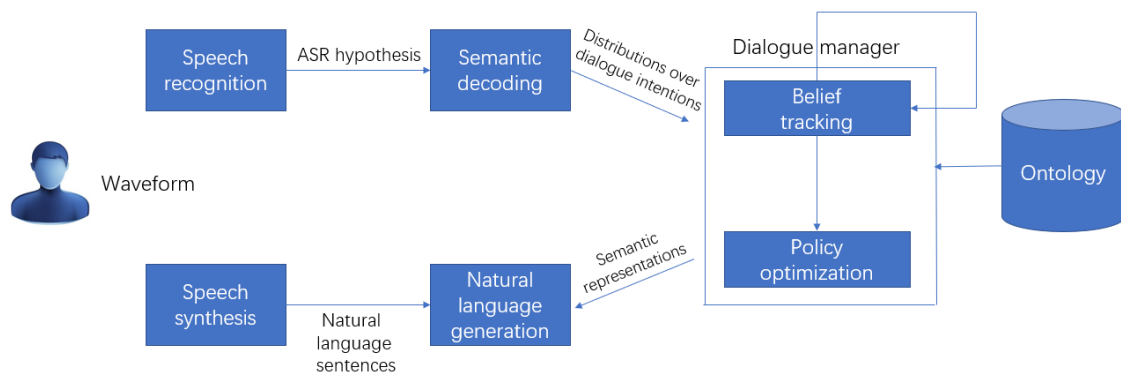 Speech
recognition
ASR hypothesis
Semantic
decoding
Distributions over
dialogue intentions
Dialogue manager
Belief
tracking
Ontology
Waveform
Policy
optimization
Semantic
representations
Speech
synthesis
Natural
language
sentences
Natural
language
generation